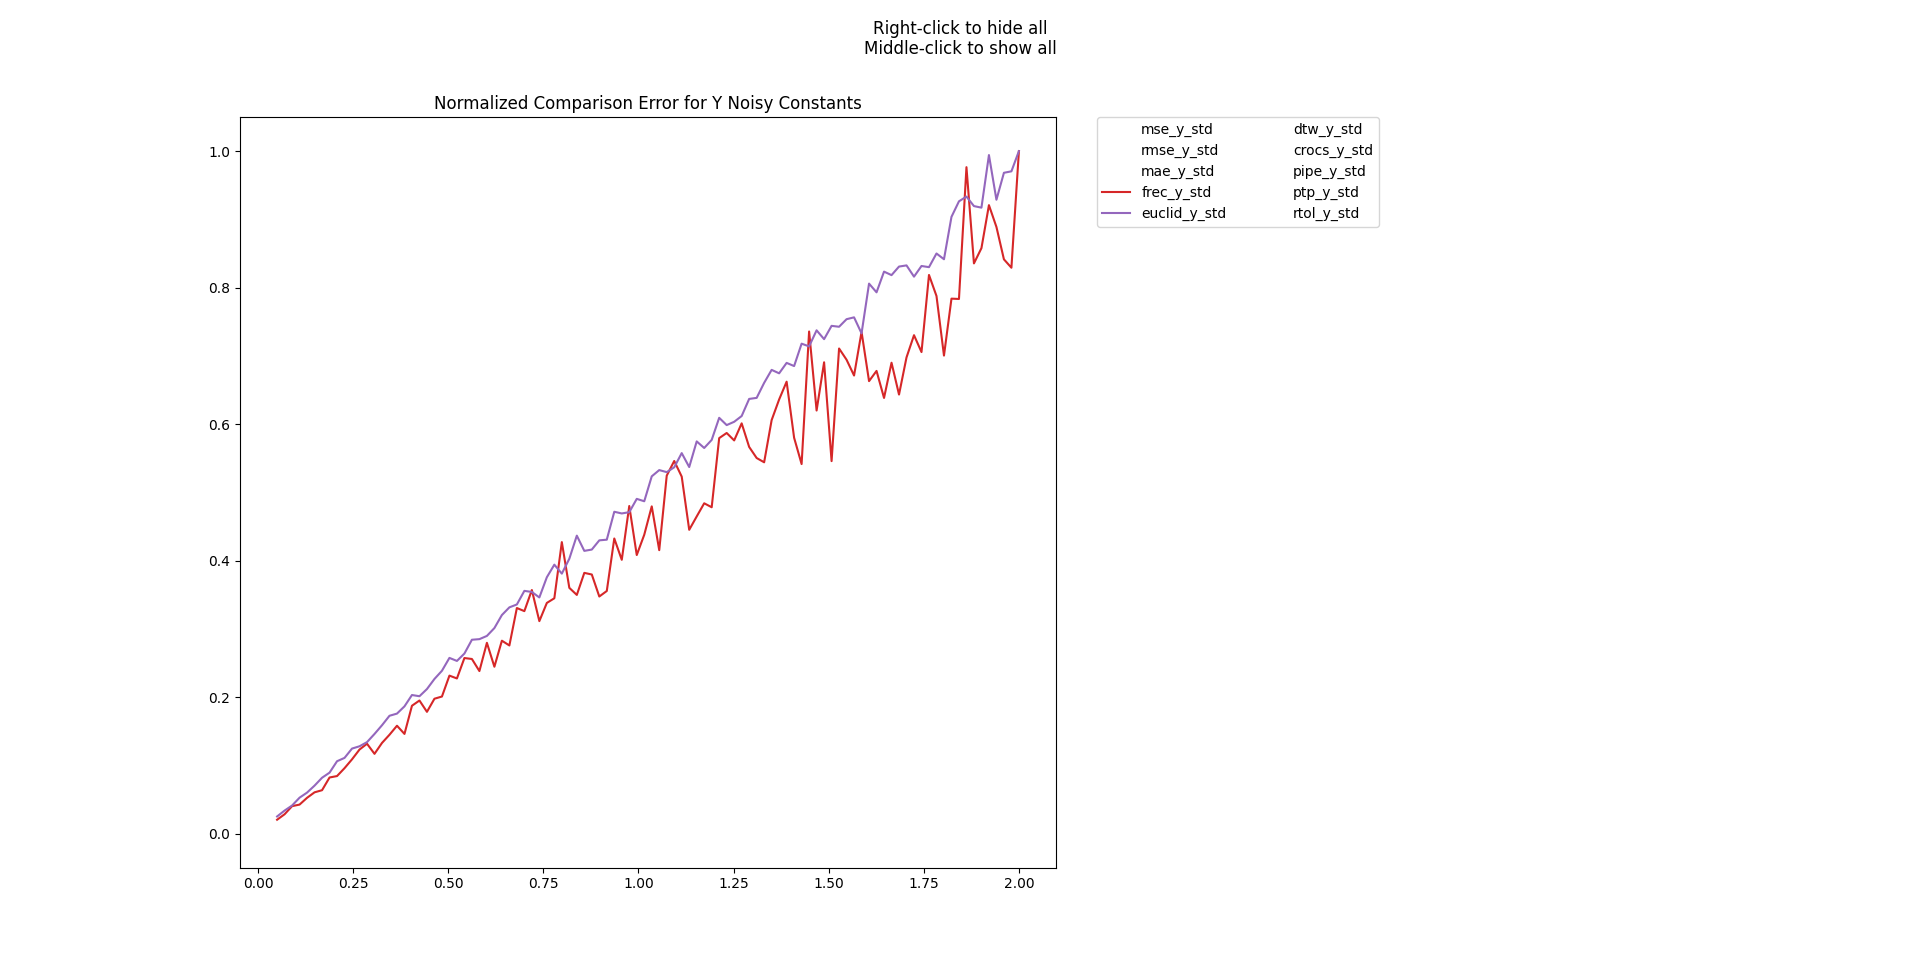 Right-click to hide all
Middle-click to show all
Normalized Comparison Error for Y Noisy Constants
1.0
0.8
0.6
0.4
0.2
0.0
0.00 0.25 0.50 0.75 1.00 1.25 1.50 1.75 2.00
mse_y_std
rmse_y_std
mae_y_std
frec_y_std
euclid_y_std
dtw_y_std
crocs_y_std
pipe_y_std
ptp_y_std
rtol_y_std